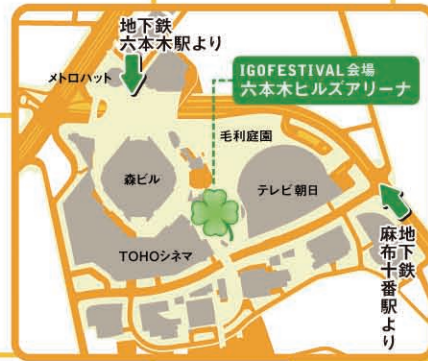 地下鉄
六本木駅より
メトロハット
IGOFESTIVAL会場
六本木ヒルズアリーナ
毛利庭園
森ビル
テレビ朝日
TOHOシネマ
地下鉄
麻布十番駅より